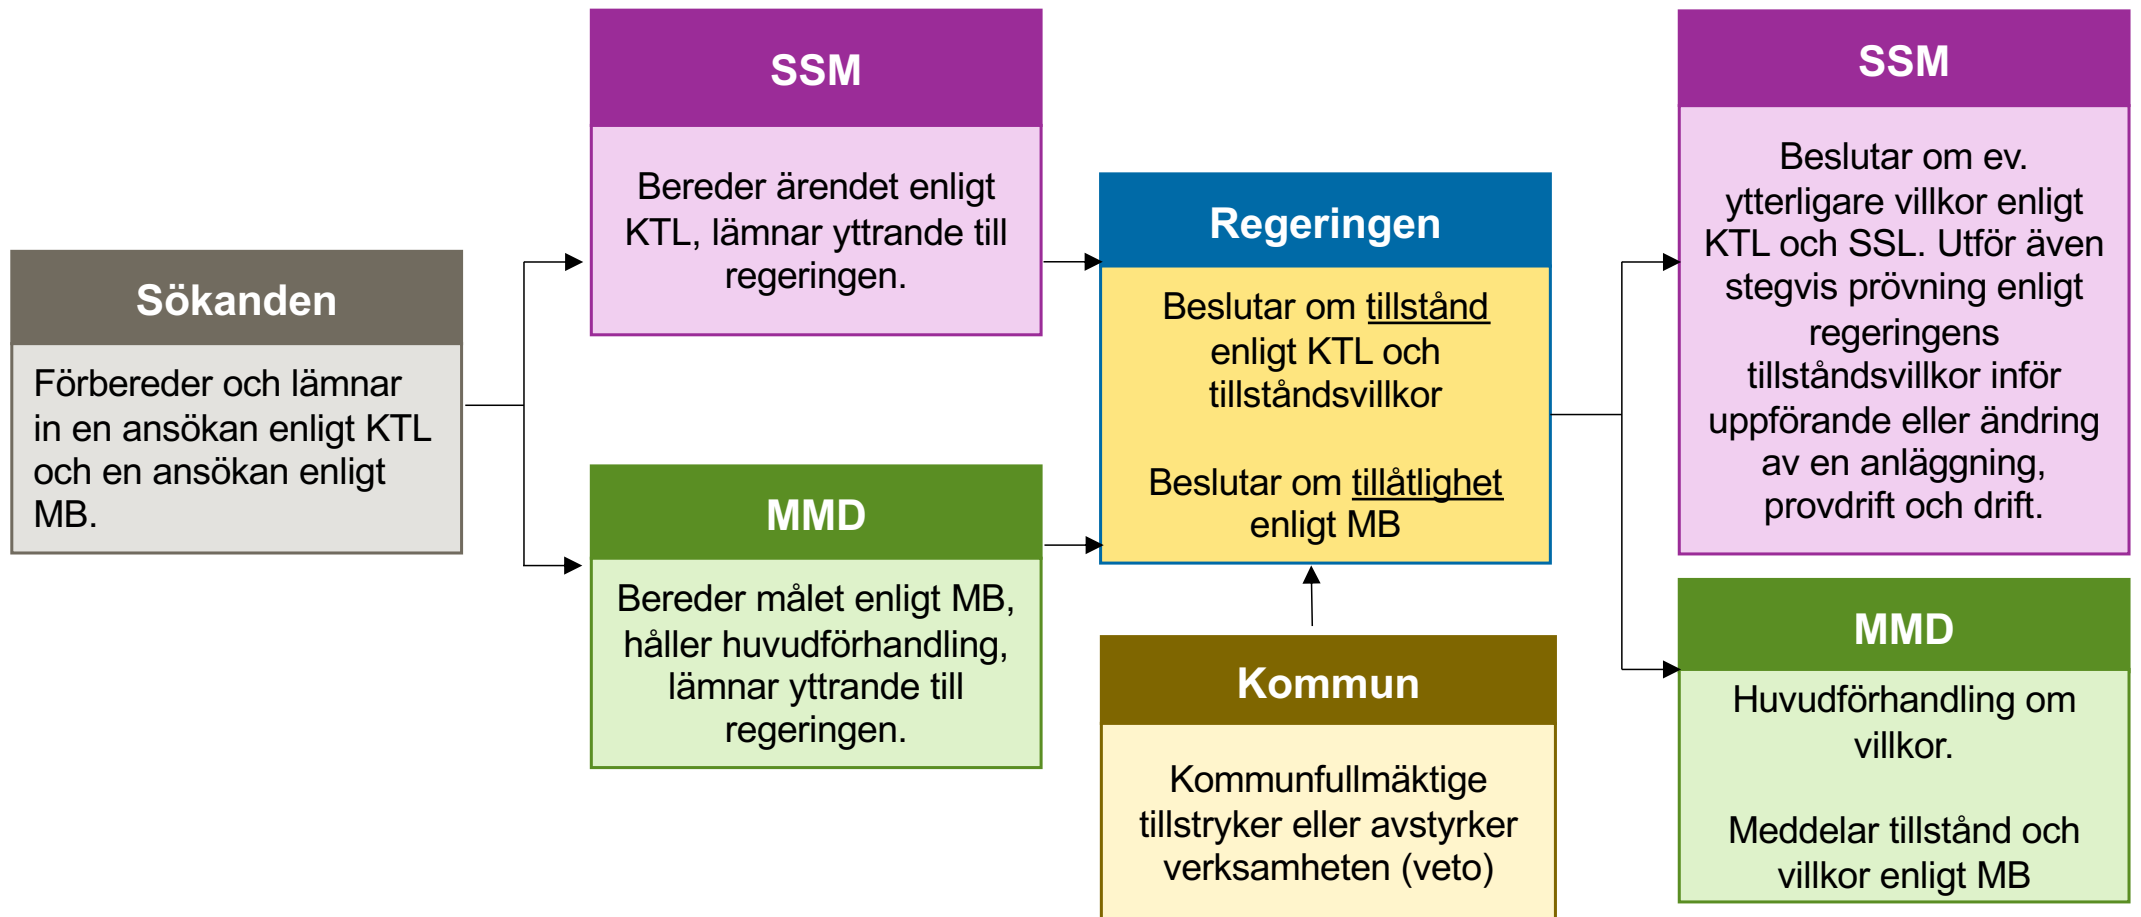 Sökanden
Förbereder och lämnar
in en ansökan enligt KTL
och en ansökan enligt
MB.
SSM
Bereder ärendet enligt
KTL, lämnar yttrande till
regeringen.
MMD
Bereder målet enligt MB,
håller huvudförhandling,
lämnar yttrande till
regeringen.
Regeringen
Beslutar om tillstånd
enligt KTL och
tillståndsvillkor
Beslutar om tillåtlighet
enligt MB
Kommun
Kommunfullmäktige
tillstryker eller avstyrker
verksamheten (veto)
SSM
Beslutar om ev.
ytterligare villkor enligt
KTL och SSL. Utför även
stegvis prövning enligt
regeringens
tillståndsvillkor inför
uppförande eller ändring
av en anläggning,
provdrift och drift.
MMD
Huvudförhandling om
villkor.
Meddelar tillstånd och
villkor enligt MB